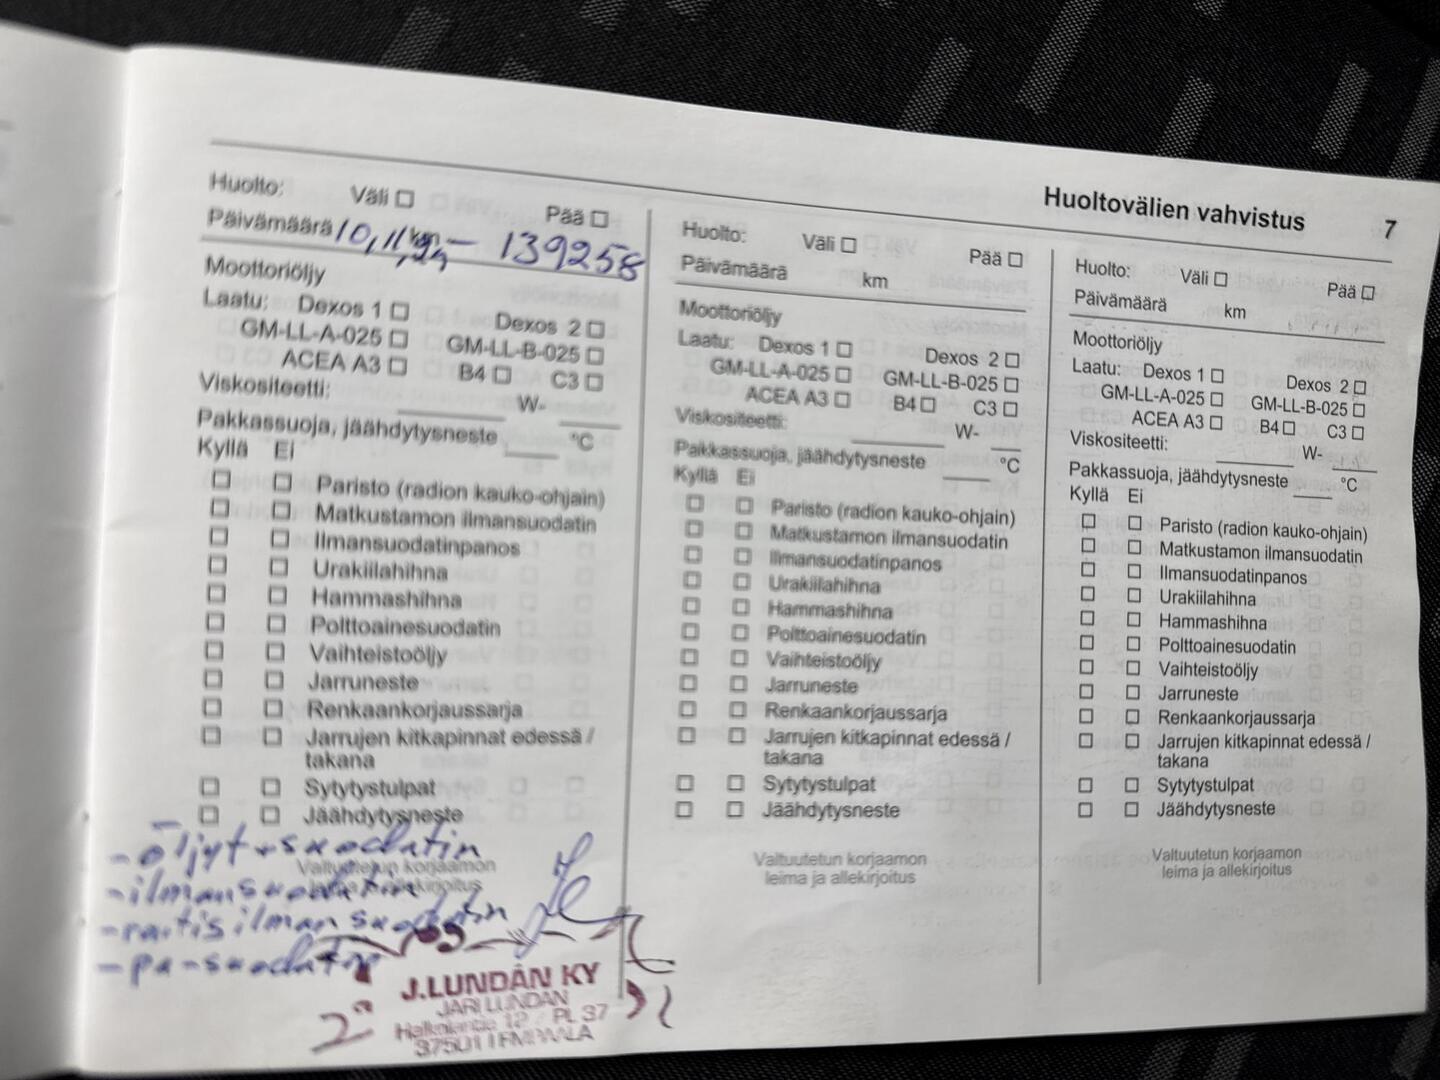 Huoltovälien vahvistus 7
Huolto: Väli ☐ Pää ☐
Päivämäärä km 139258
Moottoriöljy
Laatu: Dexos 1 ☐ Dexos 2 ☐
GM-LL-A-025 ☐ GM-LL-B-025 ☐
ACEA A3 ☐ B4 ☐ C3 ☐
Viskositeetti: W-
Pakkassuoja, jäähdytysneste °C
Kyllä Ei
☐ ☐ Paristo (radion kauko-ohjain)
☐ ☐ Matkustamon ilmansuodatin
☐ ☐ Ilmansuodatinpanos
☐ ☐ Urakiilahihna
☐ ☐ Hammashihna
☐ ☐ Polttoainesuodatin
☐ ☐ Vaihteistoöljy
☐ ☐ Jarruneste
☐ ☐ Renkaankorjaussarja
☐ ☐ Jarrujen kitkapinnat edessä /
takana
☐ ☐ Sytytystulpat
☐ ☐ Jäähdytysneste
- öljyt + suodatin
Valtuutetun korjaamon
leima ja allekirjoitus
- ilmansuodatin
- raitisilmansuodatin
- pa-suodatin
J.LUNDÁN KY
JARI LUNDÁN
Halkolantie 12 PL 37
37501 LEMPÄÄLÄ
Huolto: Väli ☐ Pää ☐
Päivämäärä km
Moottoriöljy
Laatu: Dexos 1 ☐ Dexos 2 ☐
GM-LL-A-025 ☐ GM-LL-B-025 ☐
ACEA A3 ☐ B4 ☐ C3 ☐
Viskositeetti: W-
Pakkassuoja, jäähdytysneste °C
Kyllä Ei
☐ ☐ Paristo (radion kauko-ohjain)
☐ ☐ Matkustamon ilmansuodatin
☐ ☐ Ilmansuodatinpanos
☐ ☐ Urakiilahihna
☐ ☐ Hammashihna
☐ ☐ Polttoainesuodatin
☐ ☐ Vaihteistoöljy
☐ ☐ Jarruneste
☐ ☐ Renkaankorjaussarja
☐ ☐ Jarrujen kitkapinnat edessä /
takana
☐ ☐ Sytytystulpat
☐ ☐ Jäähdytysneste
Valtuutetun korjaamon
leima ja allekirjoitus
Huolto: Väli ☐ Pää ☐
Päivämäärä km
Moottoriöljy
Laatu: Dexos 1 ☐ Dexos 2 ☐
GM-LL-A-025 ☐ GM-LL-B-025 ☐
ACEA A3 ☐ B4 ☐ C3 ☐
Viskositeetti: W-
Pakkassuoja, jäähdytysneste °C
Kyllä Ei
☐ ☐ Paristo (radion kauko-ohjain)
☐ ☐ Matkustamon ilmansuodatin
☐ ☐ Ilmansuodatinpanos
☐ ☐ Urakiilahihna
☐ ☐ Hammashihna
☐ ☐ Polttoainesuodatin
☐ ☐ Vaihteistoöljy
☐ ☐ Jarruneste
☐ ☐ Renkaankorjaussarja
☐ ☐ Jarrujen kitkapinnat edessä /
takana
☐ ☐ Sytytystulpat
☐ ☐ Jäähdytysneste
Valtuutetun korjaamon
leima ja allekirjoitus